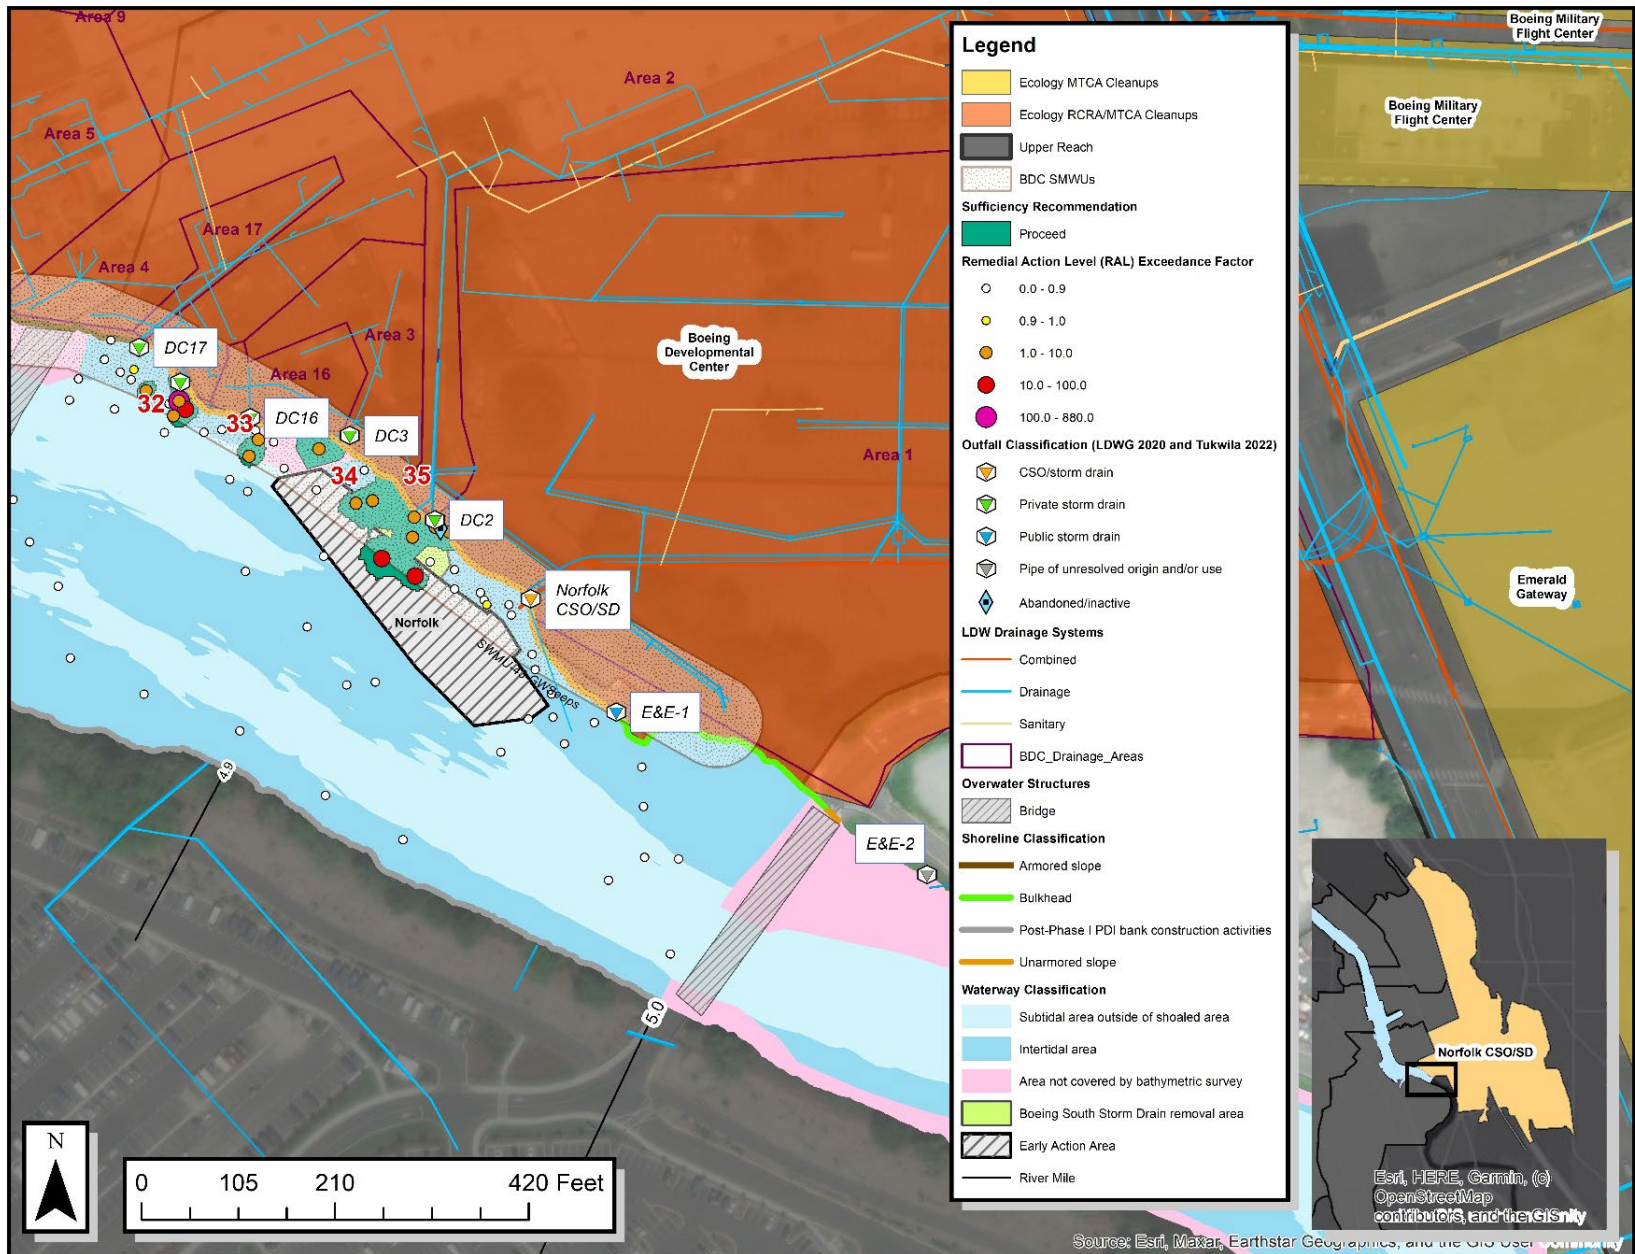 Area 9
Area 2
Area 5
Area 17
Area 4
Area 3
Area 16
Area 1
Boeing
Developmental
Center
DC17
DC16
DC3
DC2
32
33
34
35
Norfolk
CSO/SD
Norfolk
E&E-1
E&E-2
4.9
5.0
N
0
105
210
420 Feet
Legend
Ecology MTCA Cleanups
Ecology RCRA/MTCA Cleanups
Upper Reach
BDC SMWUs
Sufficiency Recommendation
Proceed
Remedial Action Level (RAL) Exceedance Factor
0.0 - 0.9
0.9 - 1.0
1.0 - 10.0
10.0 - 100.0
100.0 - 880.0
Outfall Classification (LDWG 2020 and Tukwila 2022)
CSO/storm drain
Private storm drain
Public storm drain
Pipe of unresolved origin and/or use
Abandoned/inactive
LDW Drainage Systems
Combined
Drainage
Sanitary
BDC_Drainage_Areas
Overwater Structures
Bridge
Shoreline Classification
Armored slope
Bulkhead
Post-Phase I PDI bank construction activities
Unarmored slope
Waterway Classification
Subtidal area outside of shoaled area
Intertidal area
Area not covered by bathymetric survey
Boeing South Storm Drain removal area
Early Action Area
River Mile
Boeing Military
Flight Center
Boeing Military
Flight Center
Emerald
Gateway
Norfolk CSO/SD
Esri, HERE, Garmin, (c)
OpenStreetMap
contributors, and the GIS
Source: Esri, Maxar, Earthstar Geographics, and the GIS User Community